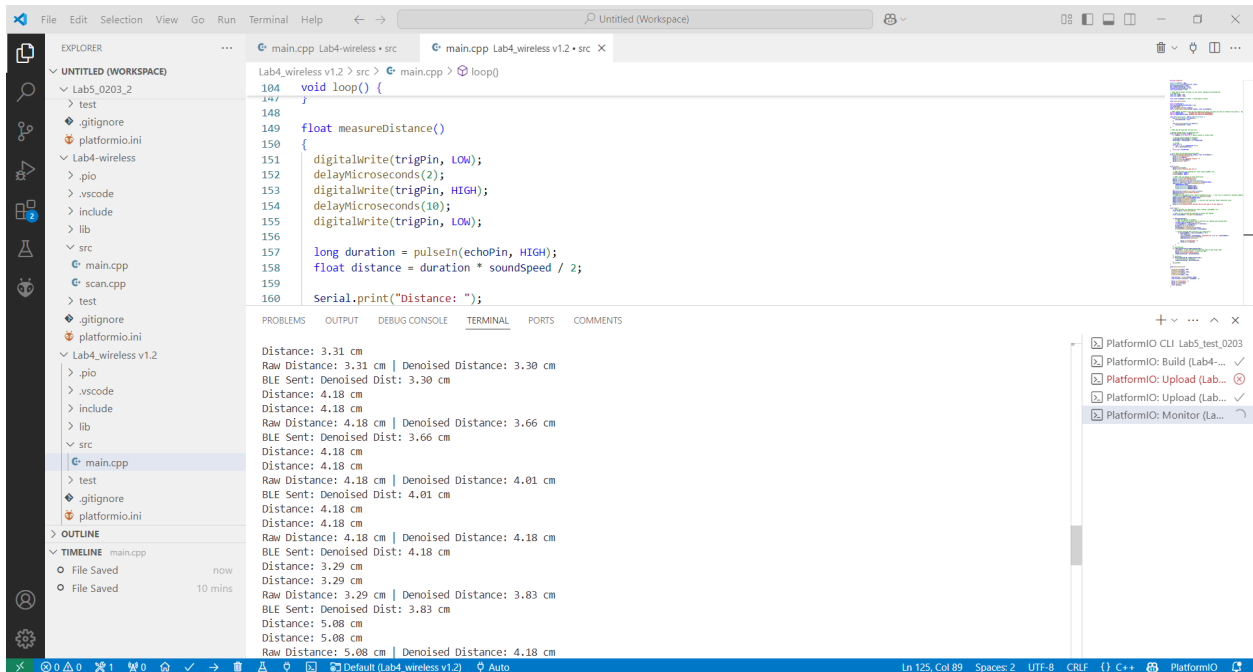 File Edit Selection View Go Run Terminal Help
Untitled (Workspace)
EXPLORER
UNTITLED (WORKSPACE)
Lab5_0203_2
test
.gitignore
platformio.ini
Lab4-wireless
.pio
.vscode
include
lib
src
main.cpp
scan.cpp
test
.gitignore
platformio.ini
Lab4_wireless v1.2
.pio
.vscode
include
lib
src
main.cpp
test
.gitignore
platformio.ini
OUTLINE
TIMELINE main.cpp
File Saved now
File Saved 10 mins
2
main.cpp Lab4-wireless • src
main.cpp Lab4_wireless v1.2 • src
Lab4_wireless v1.2 > src > main.cpp > loop()
104 void loop() {
147 }
148
149 float measureDistance()
150 {
151 digitalWrite(trigPin, LOW);
152 delayMicroseconds(2);
153 digitalWrite(trigPin, HIGH);
154 delayMicroseconds(10);
155 digitalWrite(trigPin, LOW);
156
157 long duration = pulseIn(echoPin, HIGH);
158 float distance = duration * soundSpeed / 2;
159
160 Serial.print("Distance: ");
PROBLEMS OUTPUT DEBUG CONSOLE TERMINAL PORTS COMMENTS
Distance: 3.31 cm
Raw Distance: 3.31 cm | Denoised Distance: 3.30 cm
BLE Sent: Denoised Dist: 3.30 cm
Distance: 4.18 cm
Distance: 4.18 cm
Raw Distance: 4.18 cm | Denoised Distance: 3.66 cm
BLE Sent: Denoised Dist: 3.66 cm
Distance: 4.18 cm
Distance: 4.18 cm
Raw Distance: 4.18 cm | Denoised Distance: 4.01 cm
BLE Sent: Denoised Dist: 4.01 cm
Distance: 4.18 cm
Distance: 4.18 cm
Raw Distance: 4.18 cm | Denoised Distance: 4.18 cm
BLE Sent: Denoised Dist: 4.18 cm
Distance: 3.29 cm
Distance: 3.29 cm
Raw Distance: 3.29 cm | Denoised Distance: 3.83 cm
BLE Sent: Denoised Dist: 3.83 cm
Distance: 5.08 cm
Distance: 5.08 cm
Raw Distance: 5.08 cm | Denoised Distance: 4.18 cm
PlatformIO CLI Lab5_test_0203
PlatformIO: Build (Lab4-...
PlatformIO: Upload (Lab...
PlatformIO: Upload (Lab...
PlatformIO: Monitor (La...
0 0 1 0 Default (Lab4_wireless v1.2) Auto Ln 125, Col 89 Spaces: 2 UTF-8 CRLF {} C++ PlatformIO